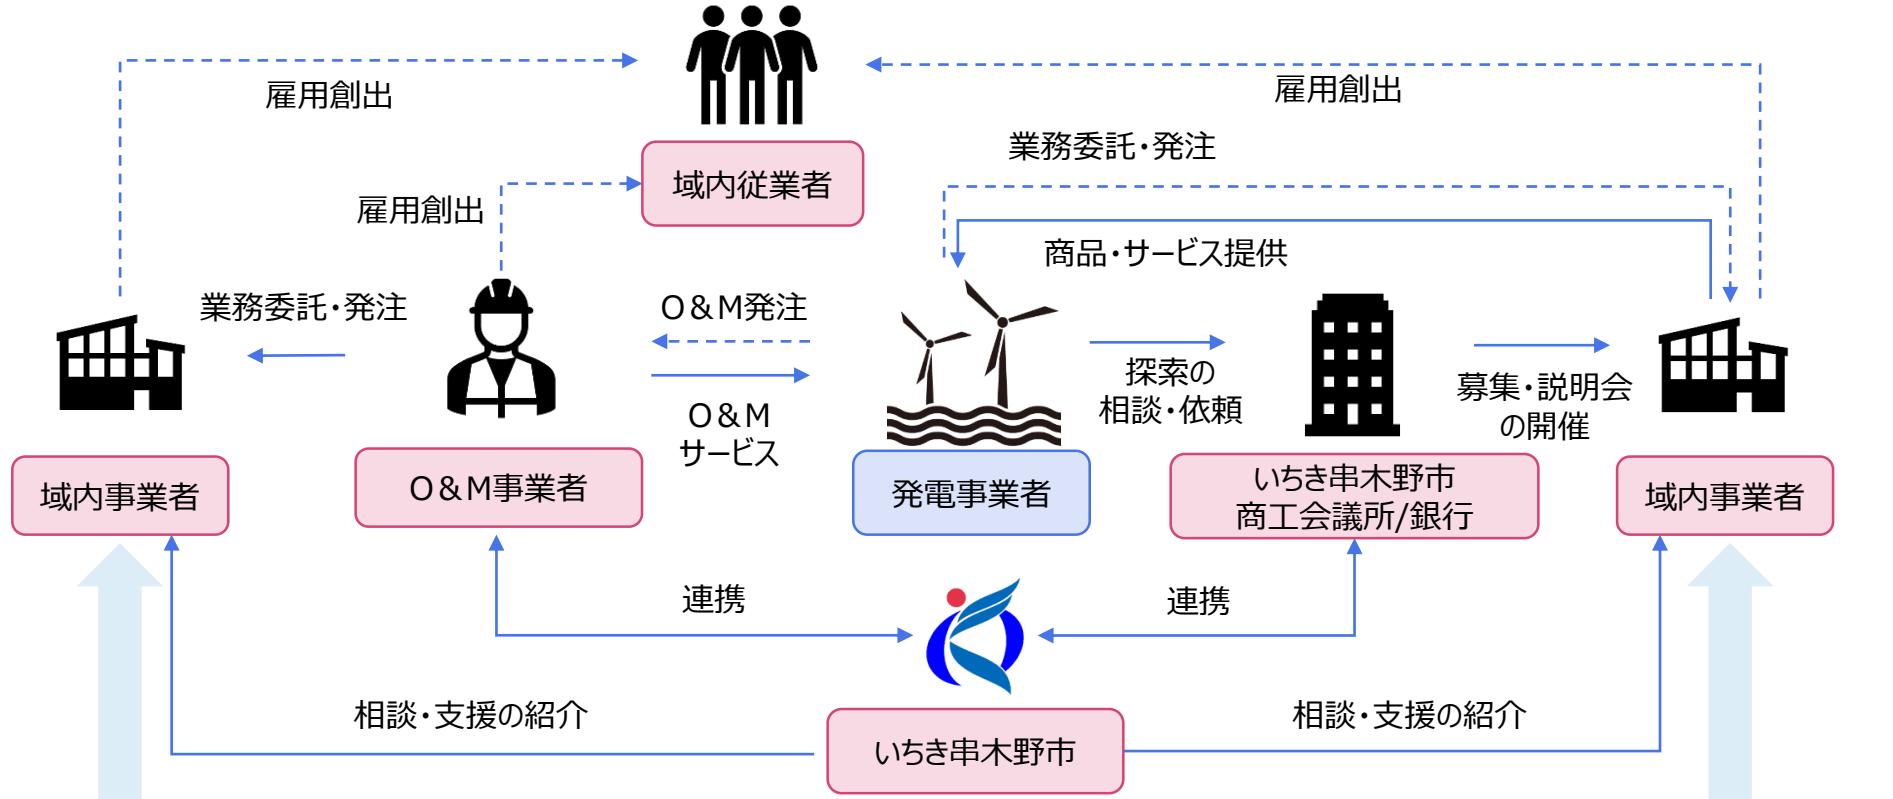 雇用創出
雇用創出
業務委託・発注
域内従業者
雇用創出
商品・サービス提供
業務委託・発注
O&M発注
探索の
相談・依頼
募集・説明会
の開催
O&M
サービス
域内事業者
O&M事業者
発電事業者
いちき串木野市
商工会議所/銀行
域内事業者
連携
連携
相談・支援の紹介
相談・支援の紹介
いちき串木野市